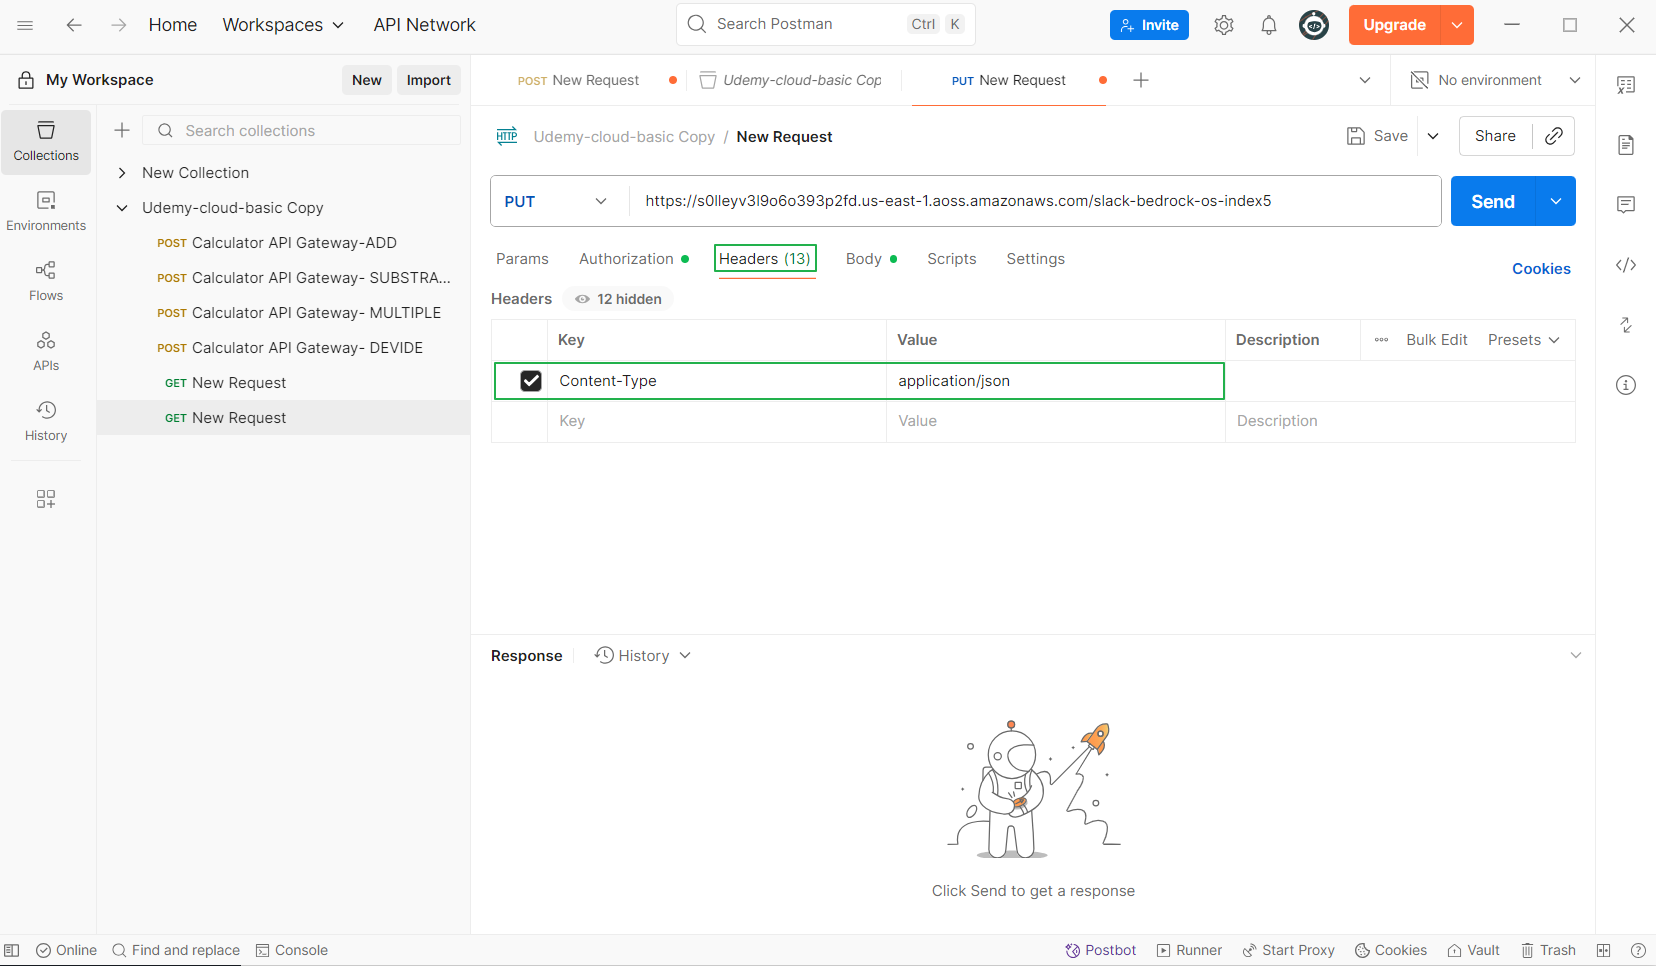 Home Workspaces API Network Search Postman Ctrl K Invite Upgrade
My Workspace New Import
POST New Request Udemy-cloud-basic Cop PUT New Request No environment
Collections
Environments
Flows
APIs
History
Search collections
New Collection
Udemy-cloud-basic Copy
POST Calculator API Gateway-ADD
POST Calculator API Gateway- SUBSTRA...
POST Calculator API Gateway- MULTIPLE
POST Calculator API Gateway- DEVIDE
GET New Request
GET New Request
HTTP Udemy-cloud-basic Copy / New Request Save Share
PUT https://s0lleyv3l9o6o393p2fd.us-east-1.aoss.amazonaws.com/slack-bedrock-os-index5 Send
Params Authorization Headers (13) Body Scripts Settings Cookies
Headers 12 hidden
Key Value Description Bulk Edit Presets
Content-Type application/json
Key Value Description
Response History
Click Send to get a response
Online Find and replace Console Postbot Runner Start Proxy Cookies Vault Trash